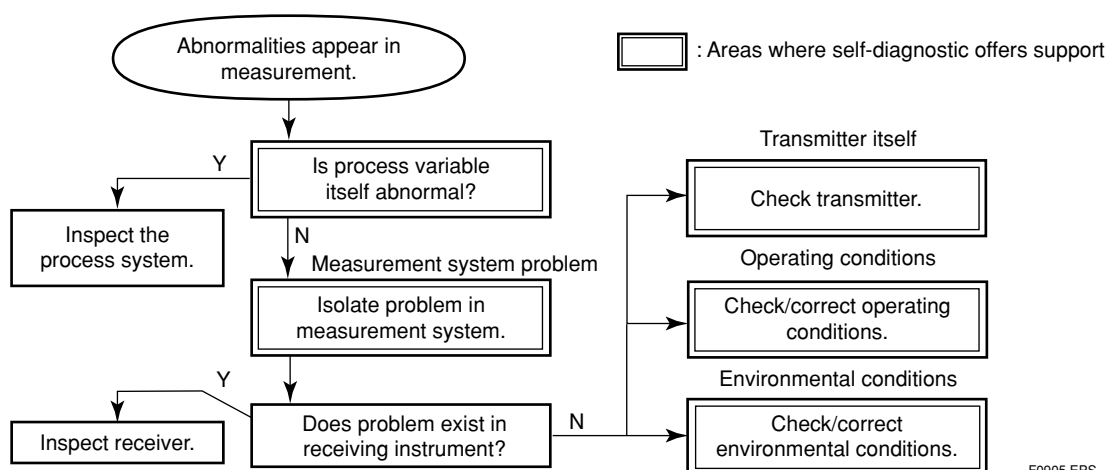 Abnormalities appear in
measurement.
: Areas where self-diagnostic offers support
Y
Is process variable
itself abnormal?
Inspect the
process system.
N
Measurement system problem
Isolate problem in
measurement system.
Y
Inspect receiver.
Does problem exist in
receiving instrument?
N
Transmitter itself
Check transmitter.
Operating conditions
Check/correct operating
conditions.
Environmental conditions
Check/correct
environmental conditions.
F0905.EPS